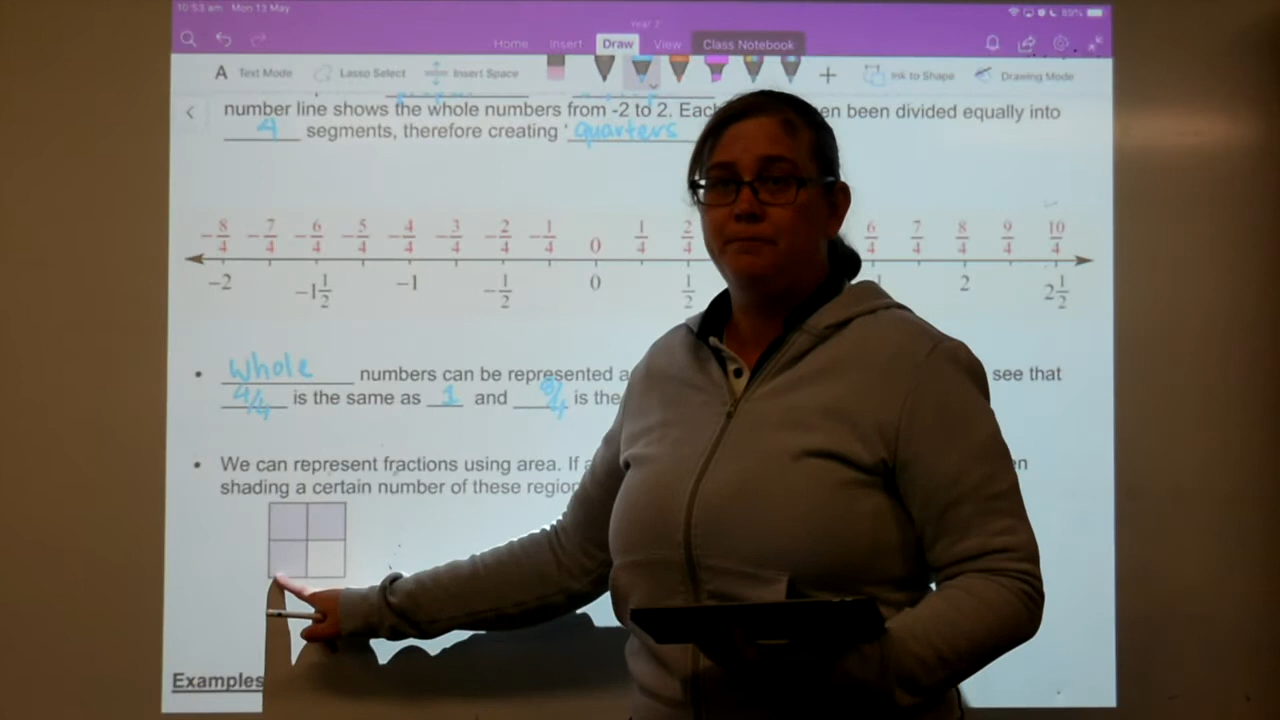 10:53 am Mon 13 May
89%
Year 7
Home Insert Draw View Class Notebook
Text Mode Lasso Select Insert Space Ink to Shape Drawing Mode
number line shows the whole numbers from -2 to 2. been divided equally into
4 segments, therefore creating ' quarters
-8/4 -7/4 -6/4 -5/4 -4/4 -3/4 -2/4 -1/4 0 1/4 2/4 6/4 7/4 8/4 9/4 10/4
-2 -1 1/2 -1 -1/2 0 1/2 2 2 1/2
• whole numbers can be represented see that
4/4 is the same as 1 and 8/4 is the
• We can represent fractions using area. If
shading a certain number of these
Examples